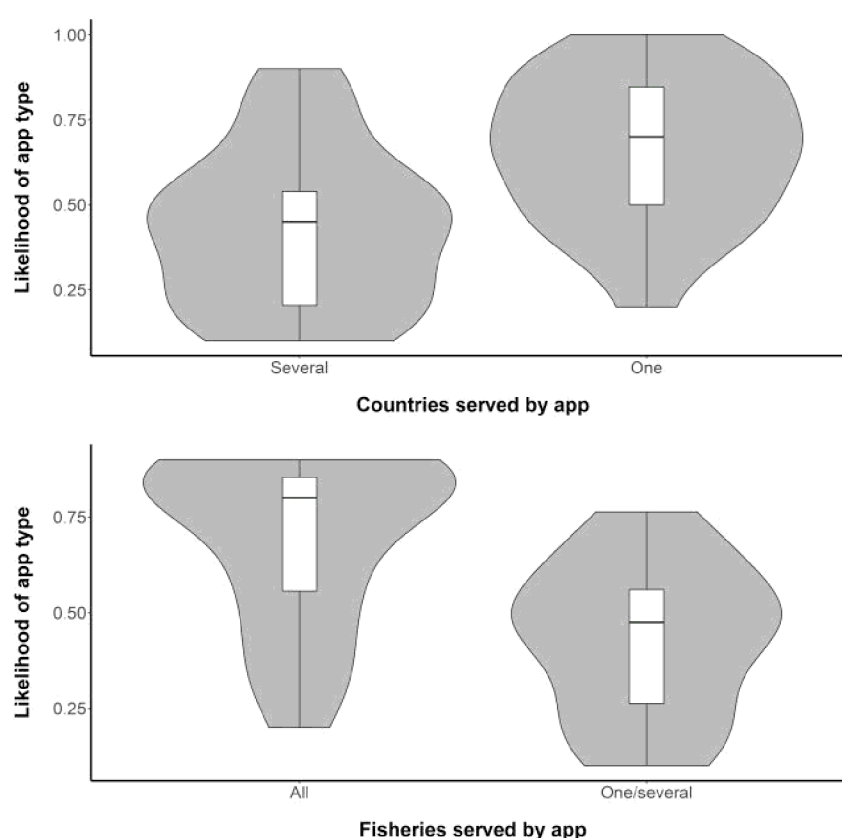 Likelihood of app type
1.00
0.75
0.50
0.25
Several
One
Countries served by app
Likelihood of app type
0.75
0.50
0.25
All
One/several
Fisheries served by app